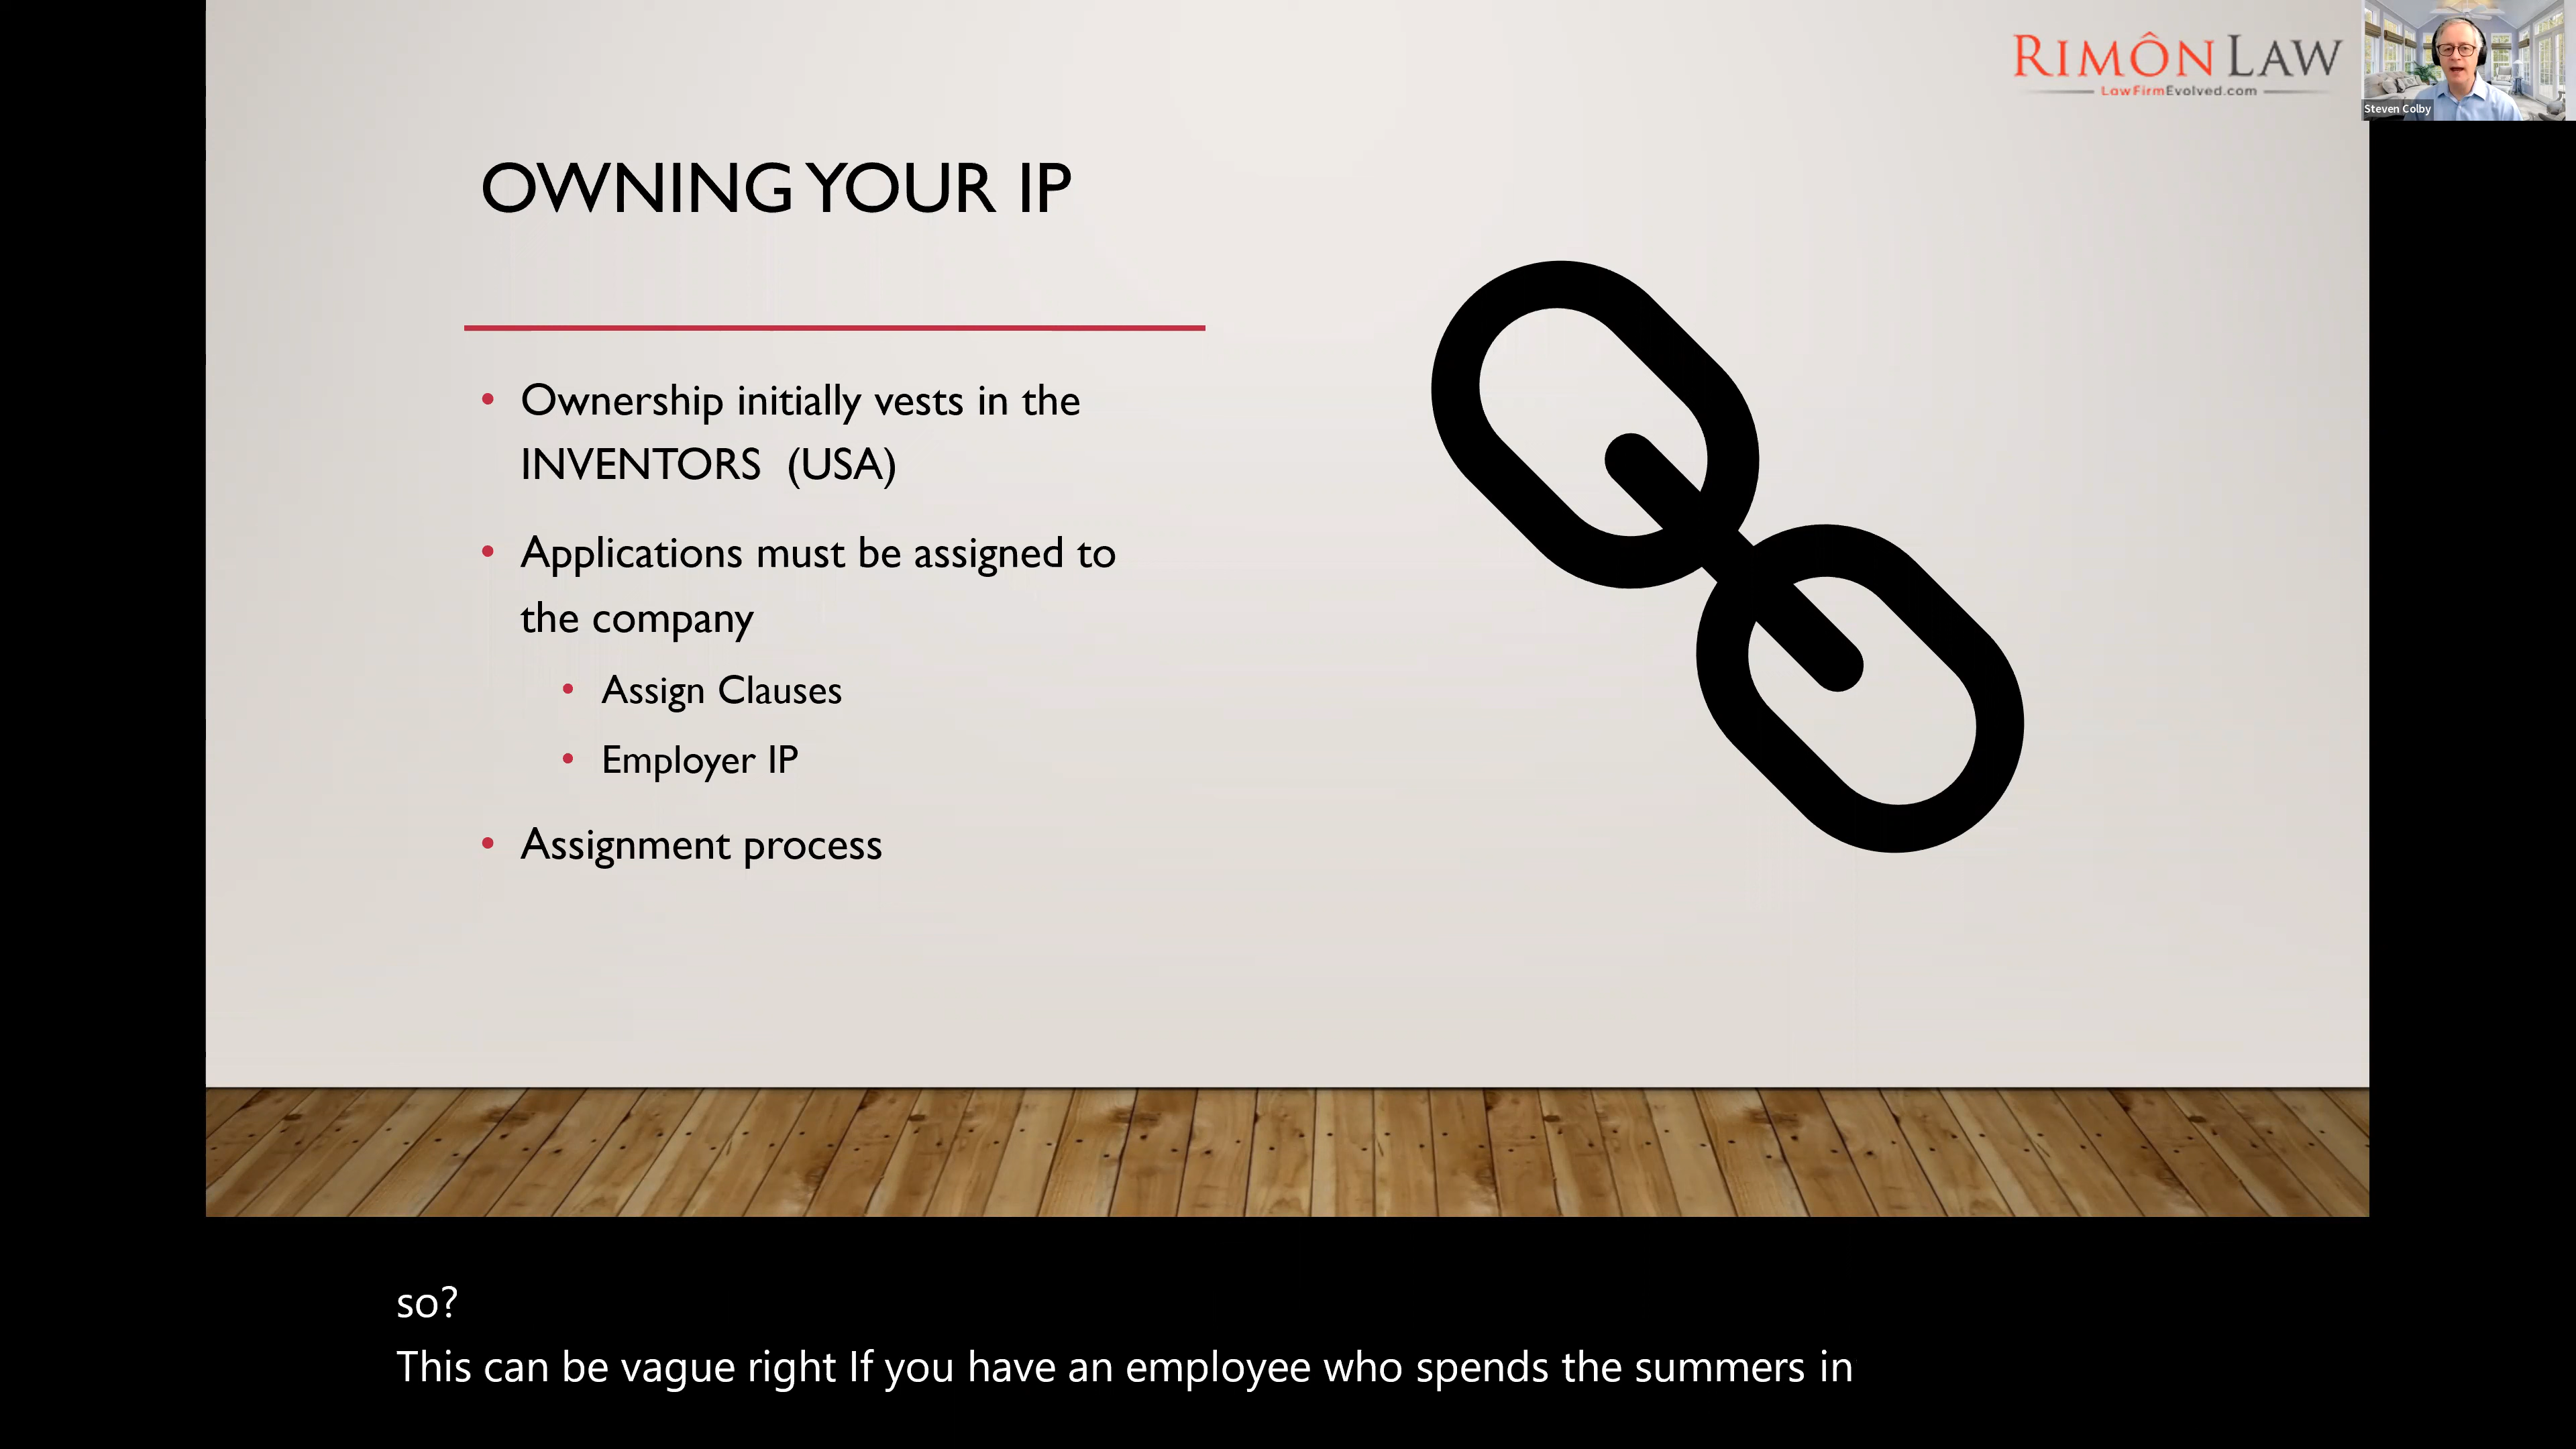 RIMÔN LAW
LawFirmEvolved.com
Steven Colby
OWNING YOUR IP
• Ownership initially vests in the
INVENTORS (USA)
• Applications must be assigned to
the company
• Assign Clauses
• Employer IP
• Assignment process
so?
This can be vague right If you have an employee who spends the summers in